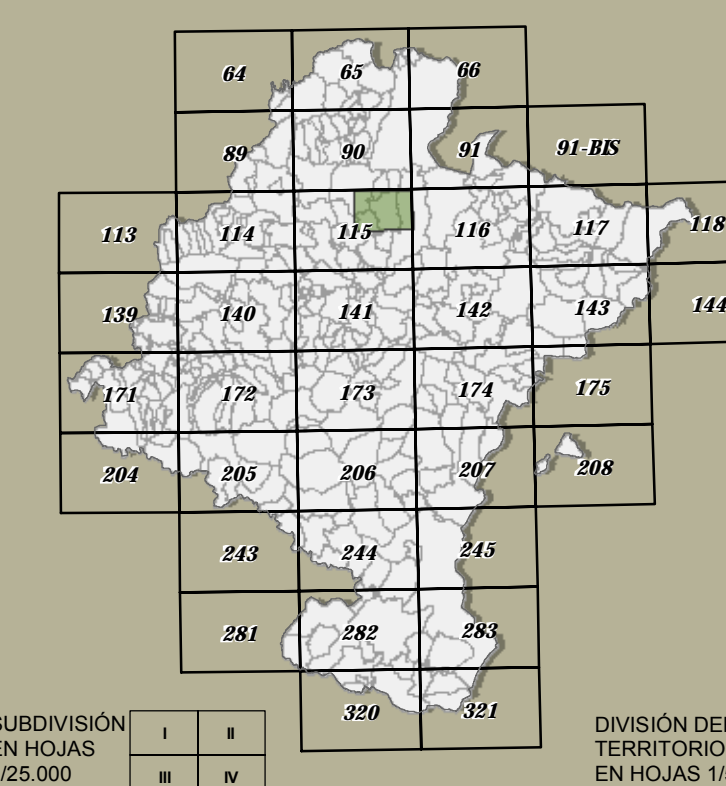 64 65 66
89 90 91 91-BIS
113 114 115 116 117 118
139 140 141 142 143 144
171 172 173 174 175
204 205 206 207 208
243 244 245
281 282 283
320 321
SUBDIVISIÓN
EN HOJAS
/25.000
I II
III IV
DIVISIÓN DEL
TERRITORIO
EN HOJAS